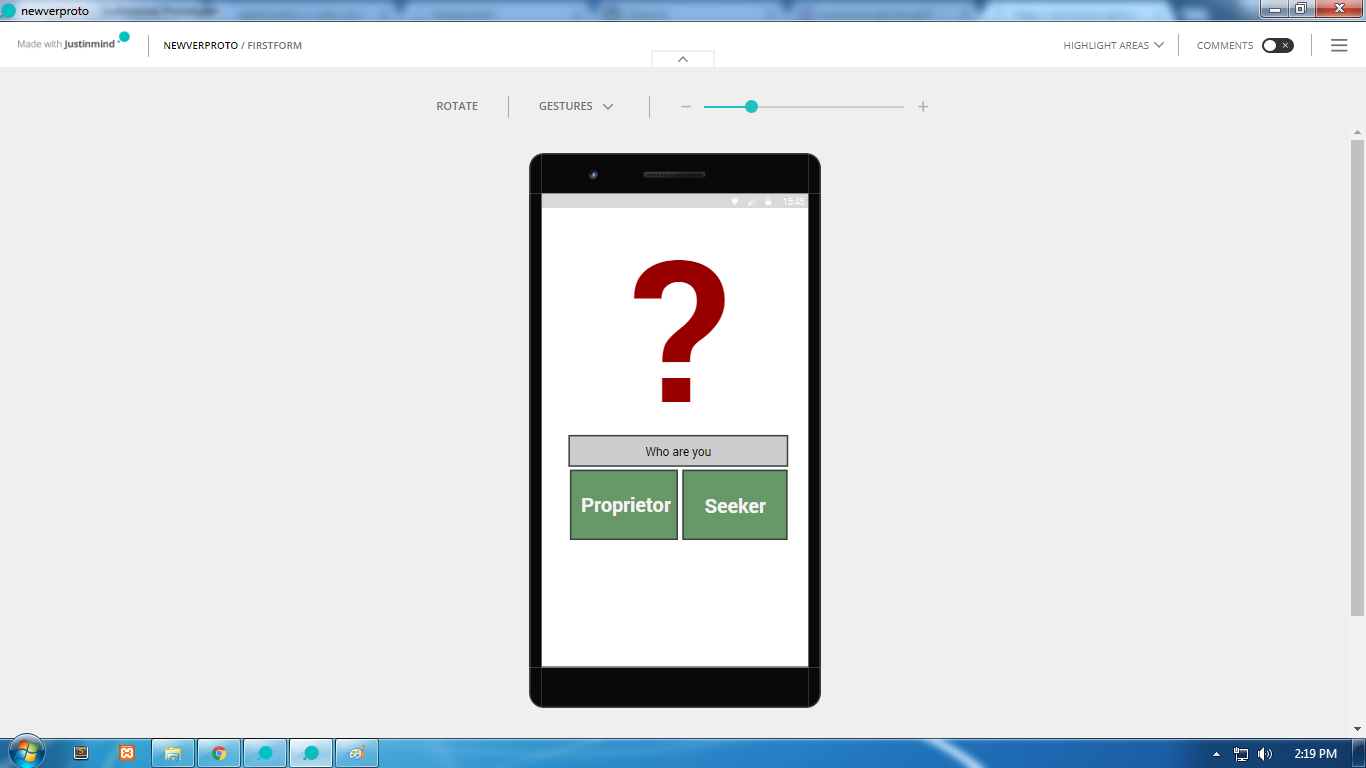 newverproto
Made with Justinmind
NEWVERPROTO / FIRSTFORM
HIGHLIGHT AREAS
COMMENTS
ROTATE
GESTURES
15:45
?
Who are you
Proprietor
Seeker
2:19 PM